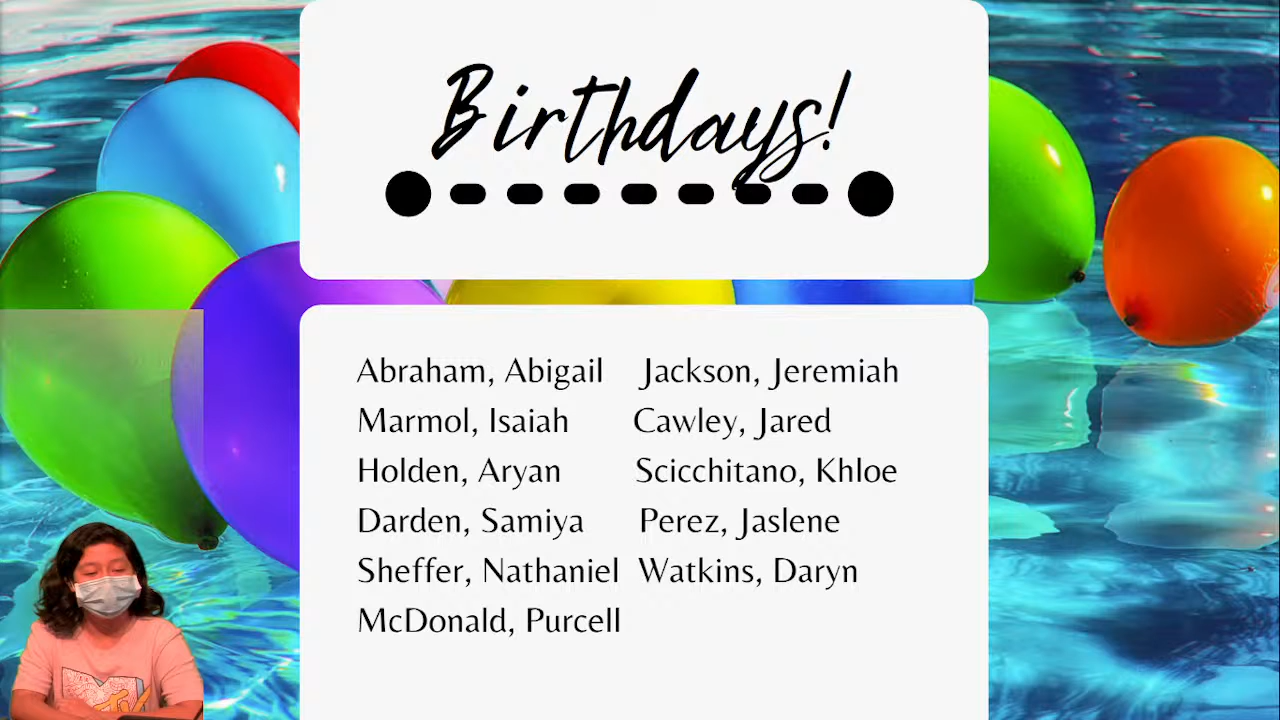 Birthdays!
Abraham, Abigail
Marmol, Isaiah
Holden, Aryan
Darden, Samiya
Sheffer, Nathaniel
McDonald, Purcell
Jackson, Jeremiah
Cawley, Jared
Scicchitano, Khloe
Perez, Jaslene
Watkins, Daryn
TV